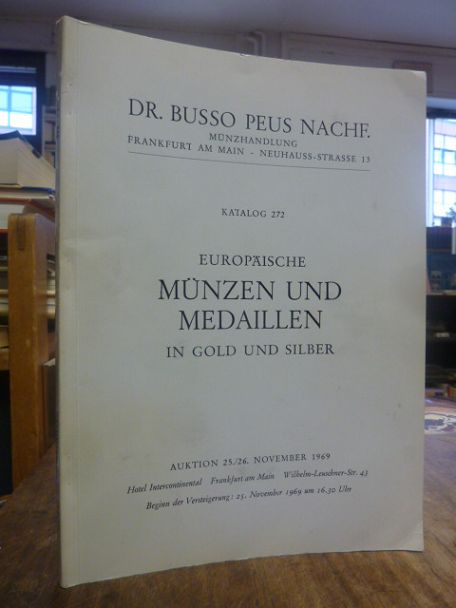 DR. BUSSO PEUS NACHF.
MÜNZHANDLUNG
FRANKFURT AM MAIN - NEUHAUSS-STRASSE 13
KATALOG 272
EUROPÄISCHE
MÜNZEN UND
MEDAILLEN
IN GOLD UND SILBER
AUKTION 25./26. NOVEMBER 1969
Hotel Intercontinental Frankfurt am Main Wilhelm-Leuschner-Str. 43
Beginn der Versteigerung: 25. November 1969 um 16.30 Uhr